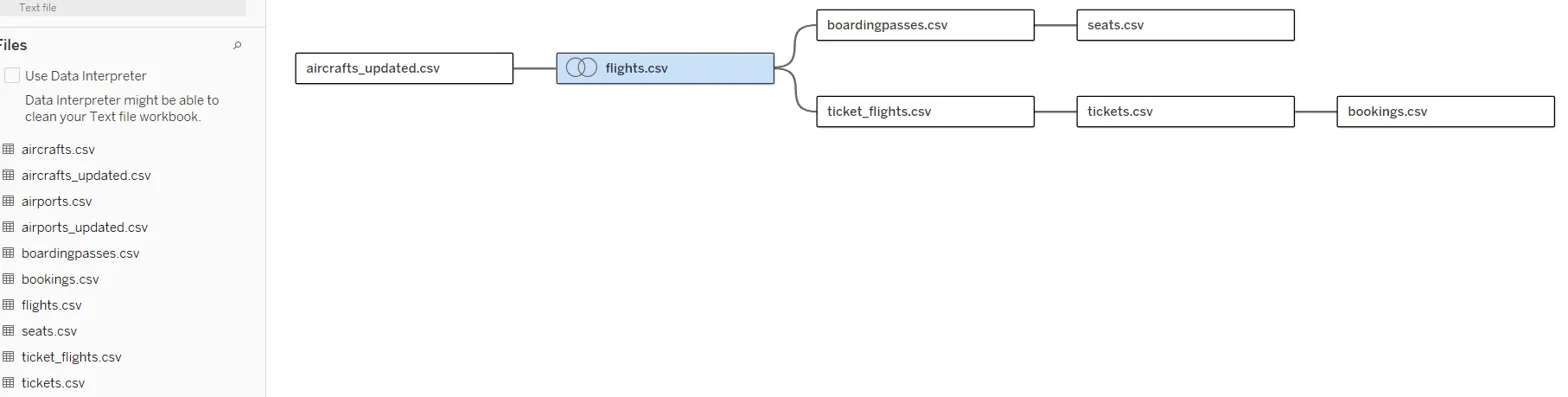 Text file
Files
Use Data Interpreter
Data Interpreter might be able to
clean your Text file workbook.
aircrafts.csv
aircrafts_updated.csv
airports.csv
airports_updated.csv
boardingpasses.csv
bookings.csv
flights.csv
seats.csv
ticket_flights.csv
tickets.csv
aircrafts_updated.csv
flights.csv
boardingpasses.csv
seats.csv
ticket_flights.csv
tickets.csv
bookings.csv